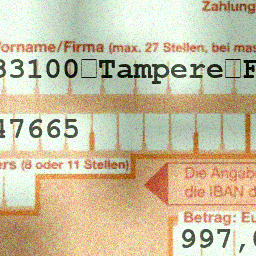 Zahlung
Vorname/Firma (max. 27 Stellen, bei mas
33100□Tampere□F
47665
ers (8 oder 11 Stellen)
Die Angab
die IBAN d
Betrag: Eu
997,0